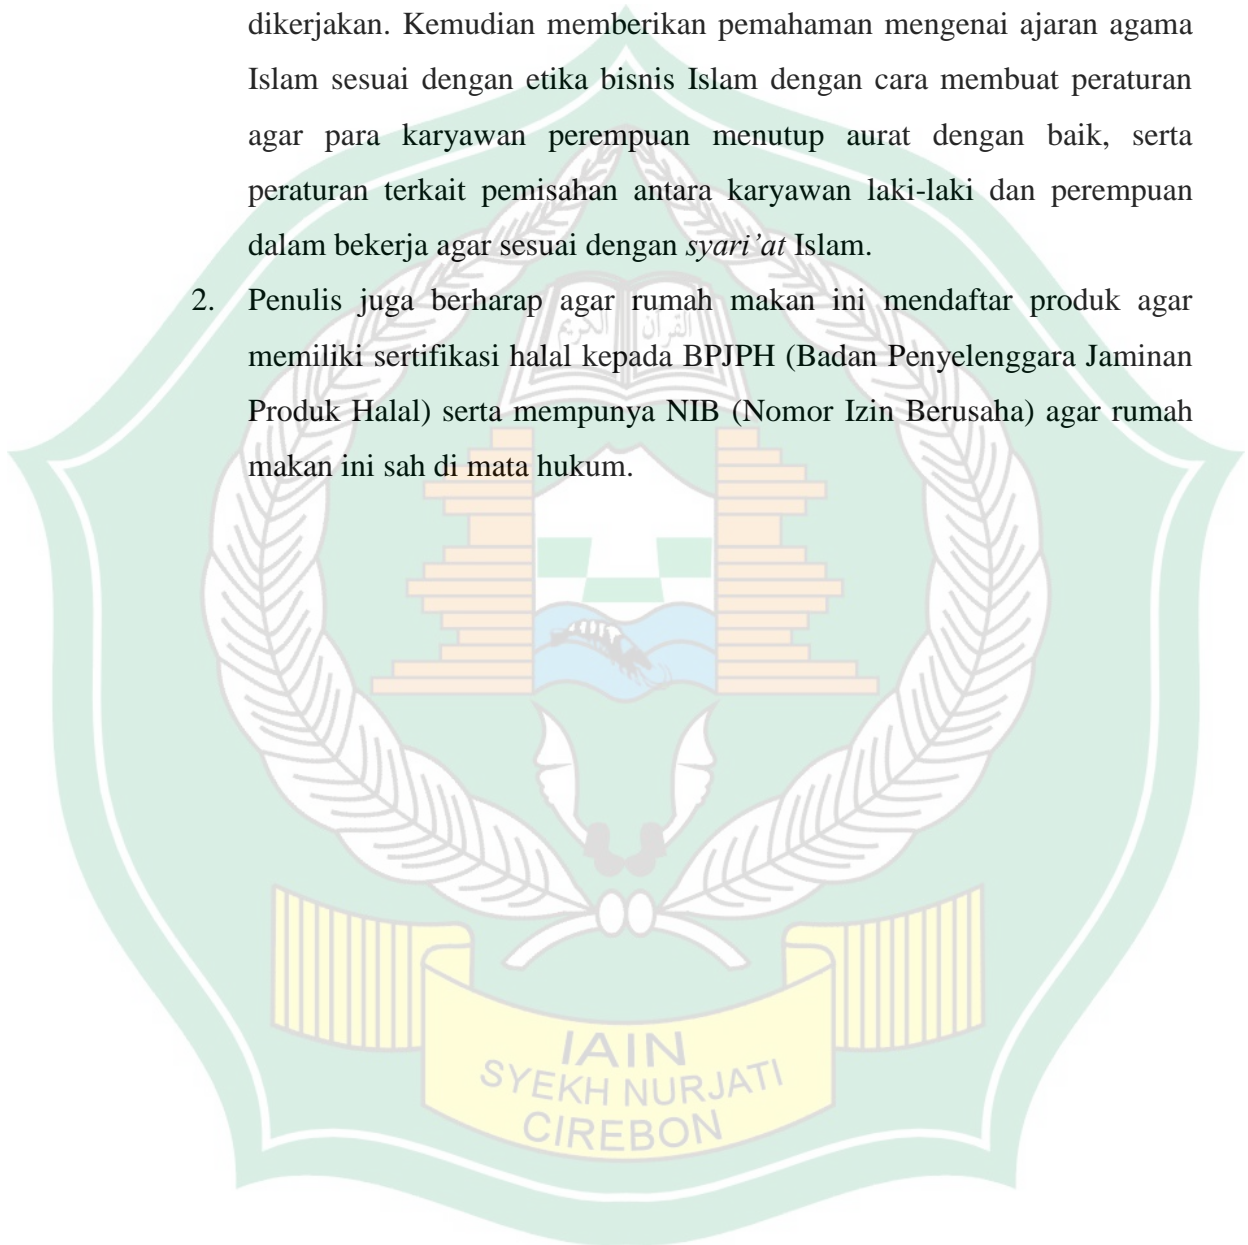 dikerjakan. Kemudian memberikan pemahaman mengenai ajaran agama
Islam sesuai dengan etika bisnis Islam dengan cara membuat peraturan
agar para karyawan perempuan menutup aurat dengan baik, serta
peraturan terkait pemisahan antara karyawan laki-laki dan perempuan
dalam bekerja agar sesuai dengan syari’at Islam.
2. Penulis juga berharap agar rumah makan ini mendaftar produk agar
memiliki sertifikasi halal kepada BPJPH (Badan Penyelenggara Jaminan
Produk Halal) serta mempunya NIB (Nomor Izin Berusaha) agar rumah
makan ini sah di mata hukum.
القرآن الكريم
IAIN
SYEKH NURJATI
CIREBON